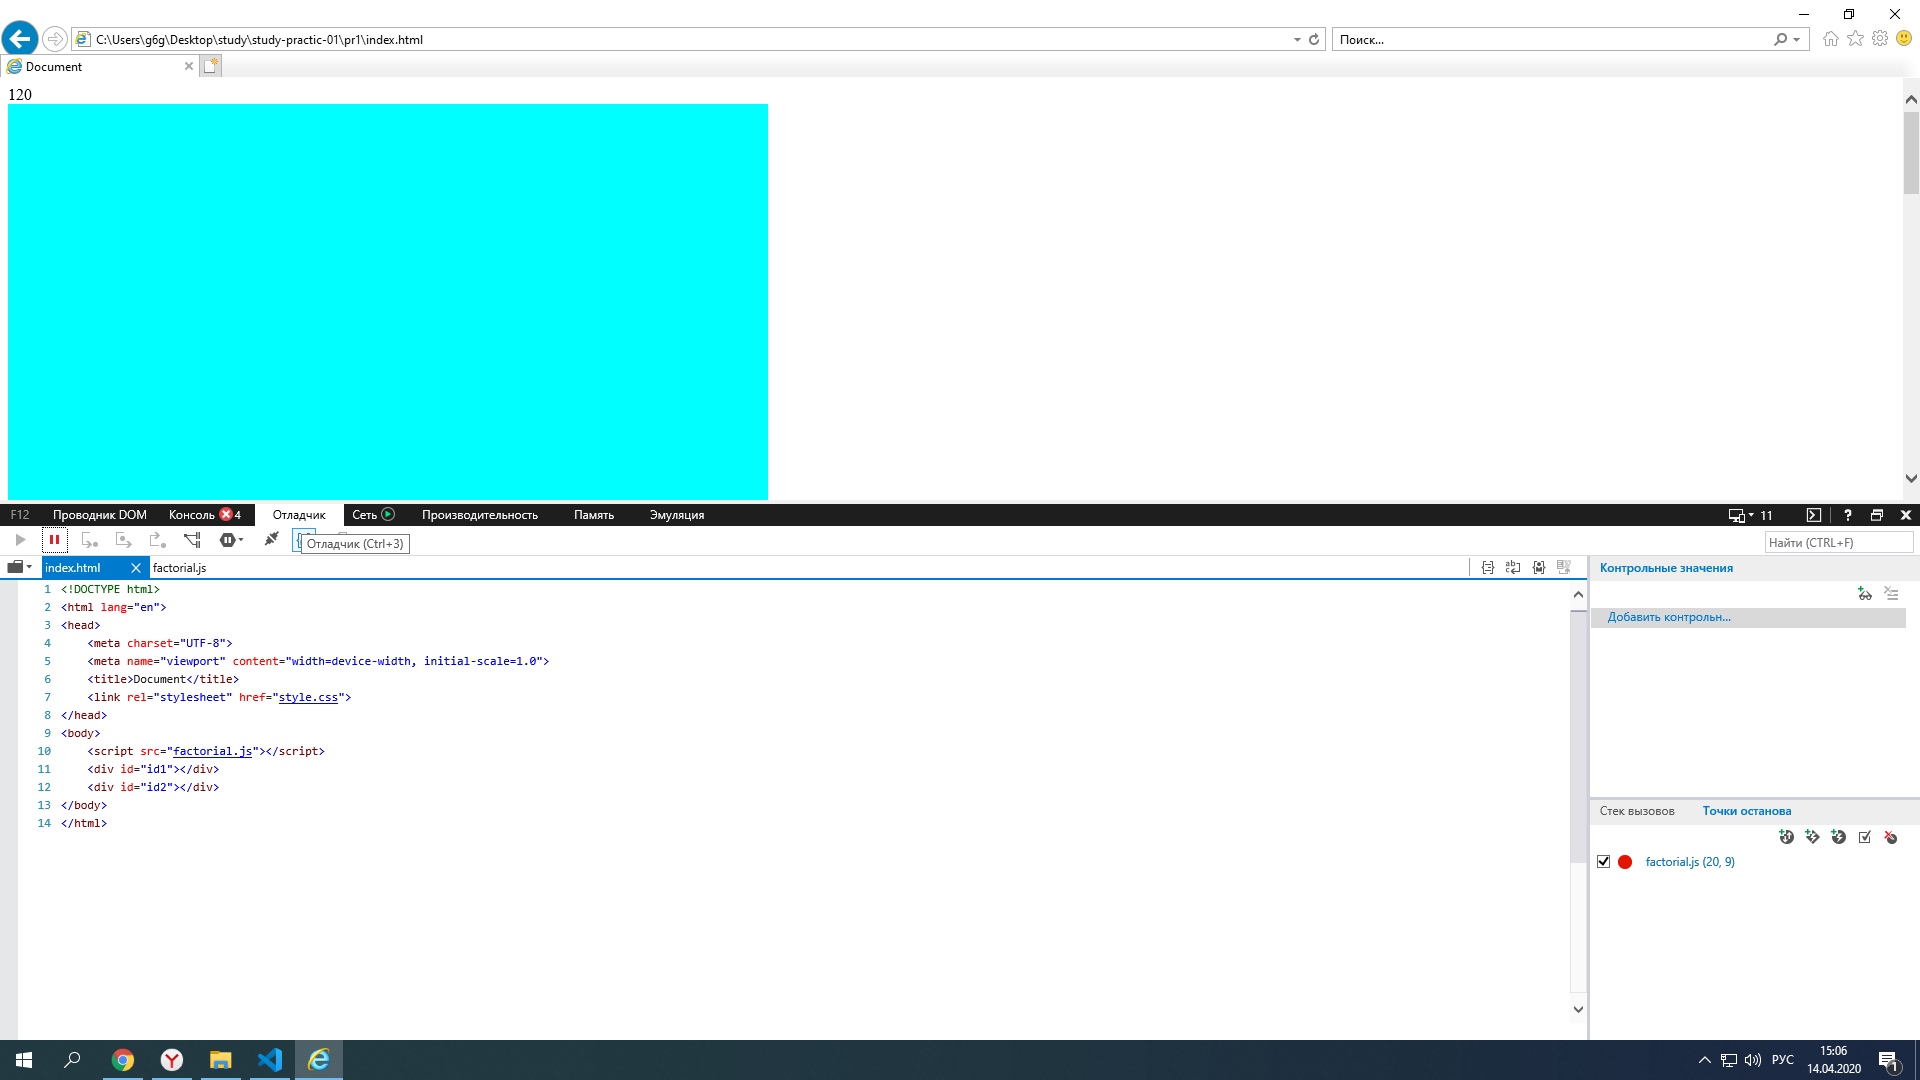 C:\Users\g6g\Desktop\study\study-practic-01\pr1\index.html
Поиск...
Document
120
F12 Проводник DOM Консоль 4 Отладчик Сеть Производительность Память Эмуляция 11 ?
Отладчик (Ctrl+3)
Найти (CTRL+F)
index.html factorial.js
Контрольные значения
Добавить контрольн...
1 <!DOCTYPE html>
2 <html lang="en">
3 <head>
4 <meta charset="UTF-8">
5 <meta name="viewport" content="width=device-width, initial-scale=1.0">
6 <title>Document</title>
7 <link rel="stylesheet" href="style.css">
8 </head>
9 <body>
10 <script src="factorial.js"></script>
11 <div id="id1"></div>
12 <div id="id2"></div>
13 </body>
14 </html>
Стек вызовов Точки останова
factorial.js (20, 9)
РУС
15:06
14.04.2020
1